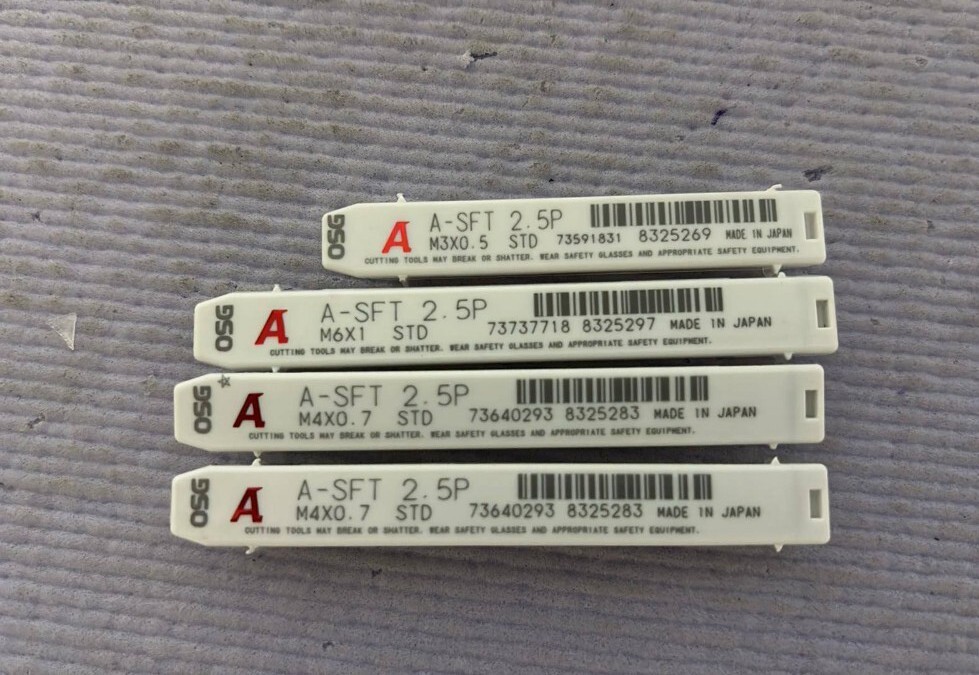 OSG A A-SFT 2.5P
M3X0.5 STD 73591831 8325269 MADE IN JAPAN
CUTTING TOOLS MAY BREAK OR SHATTER. WEAR SAFETY GLASSES AND APPROPRIATE SAFETY EQUIPMENT.
OSG A A-SFT 2.5P
M6X1 STD 73737718 8325297 MADE IN JAPAN
CUTTING TOOLS MAY BREAK OR SHATTER. WEAR SAFETY GLASSES AND APPROPRIATE SAFETY EQUIPMENT.
OSG A A-SFT 2.5P
M4X0.7 STD 73640293 8325283 MADE IN JAPAN
CUTTING TOOLS MAY BREAK OR SHATTER. WEAR SAFETY GLASSES AND APPROPRIATE SAFETY EQUIPMENT.
OSG A A-SFT 2.5P
M4X0.7 STD 73640293 8325283 MADE IN JAPAN
CUTTING TOOLS MAY BREAK OR SHATTER. WEAR SAFETY GLASSES AND APPROPRIATE SAFETY EQUIPMENT.